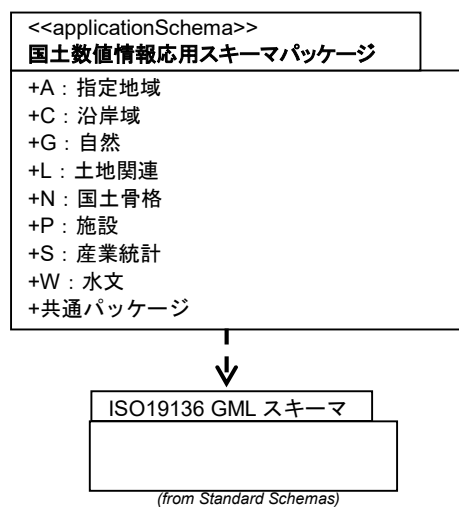 <<applicationSchema>>
国土数値情報応用スキーマパッケージ
+A：指定地域
+C：沿岸域
+G：自然
+L：土地関連
+N：国土骨格
+P：施設
+S：産業統計
+W：水文
+共通パッケージ
ISO19136 GML スキーマ
(from Standard Schemas)